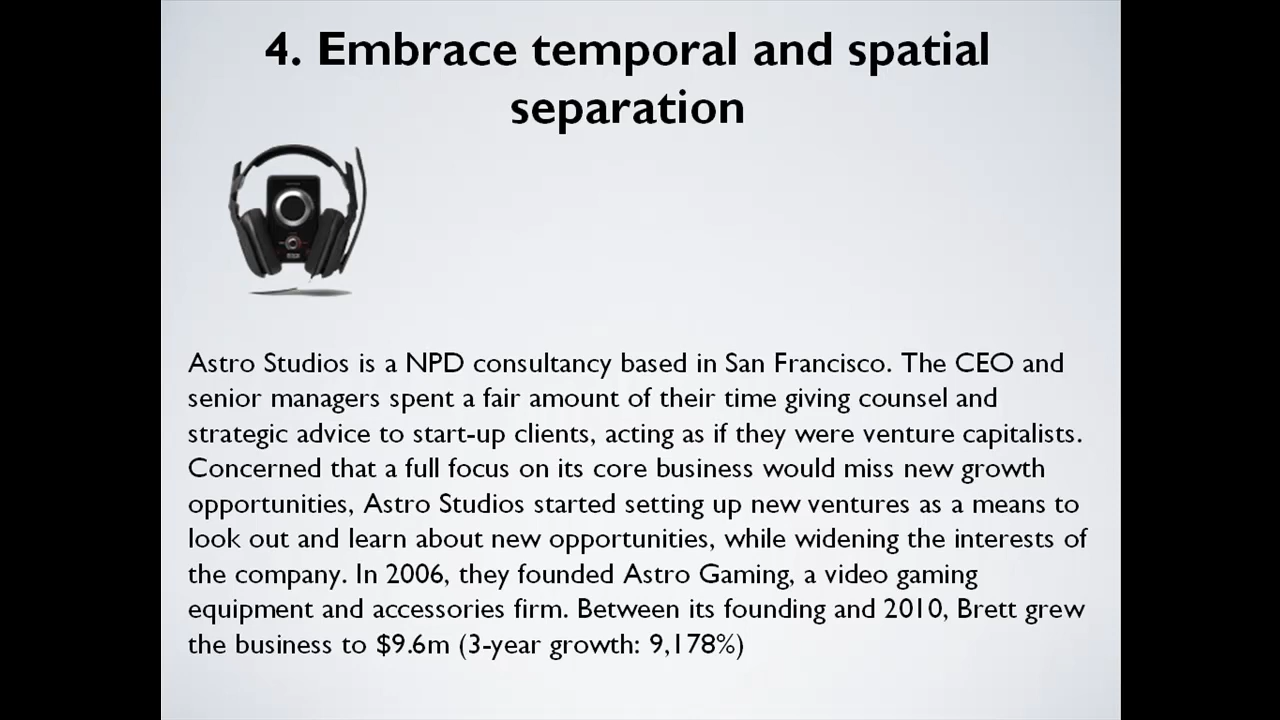 4. Embrace temporal and spatial
separation
Astro Studios is a NPD consultancy based in San Francisco. The CEO and
senior managers spent a fair amount of their time giving counsel and
strategic advice to start-up clients, acting as if they were venture capitalists.
Concerned that a full focus on its core business would miss new growth
opportunities, Astro Studios started setting up new ventures as a means to
look out and learn about new opportunities, while widening the interests of
the company. In 2006, they founded Astro Gaming, a video gaming
equipment and accessories firm. Between its founding and 2010, Brett grew
the business to $9.6m (3-year growth: 9,178%)